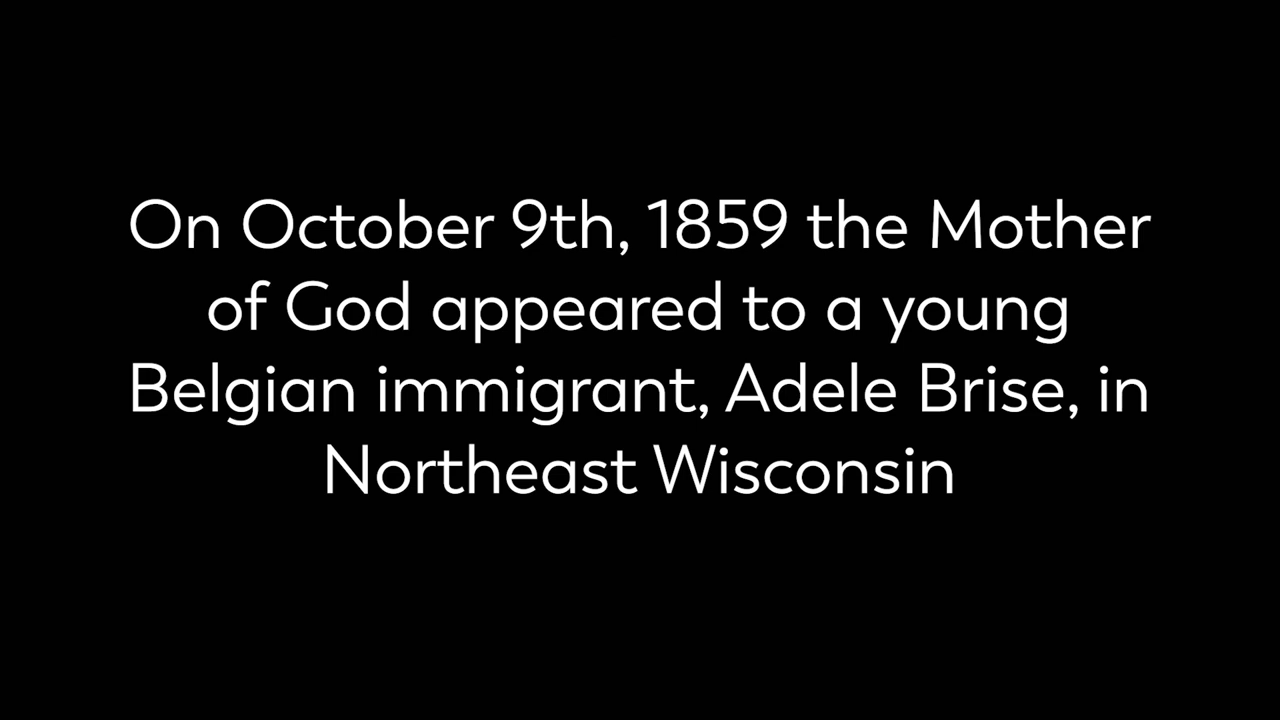 On October 9th, 1859 the Mother
of God appeared to a young
Belgian immigrant, Adele Brise, in
Northeast Wisconsin